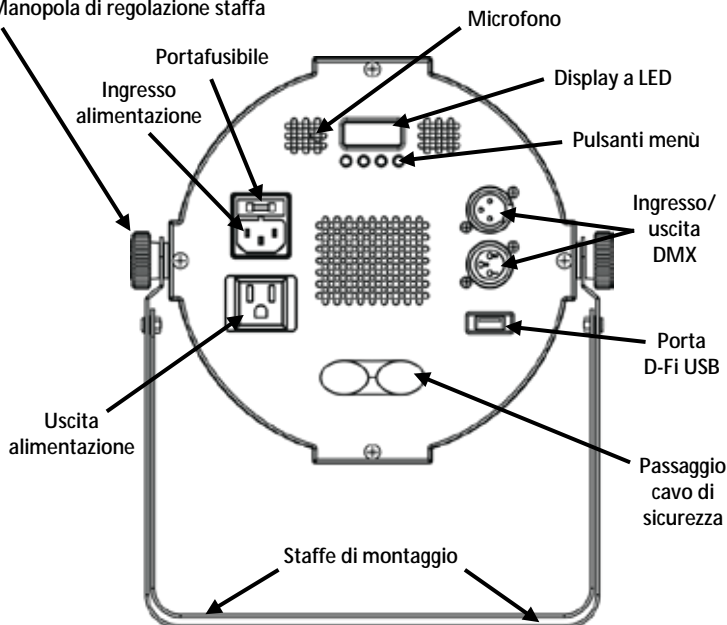 Manopola di regolazione staffa
Microfono
Portafusibile
Display a LED
Ingresso
alimentazione
Pulsanti menù
Ingresso/
uscita
DMX
Porta
D-Fi USB
Uscita
alimentazione
Passaggio
cavo di
sicurezza
Staffe di montaggio